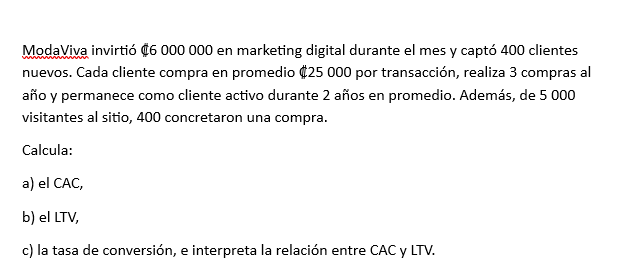 ModaViva invirtió ₡6 000 000 en marketing digital durante el mes y captó 400 clientes
nuevos. Cada cliente compra en promedio ₡25 000 por transacción, realiza 3 compras al
año y permanece como cliente activo durante 2 años en promedio. Además, de 5 000
visitantes al sitio, 400 concretaron una compra.
Calcula:
a) el CAC,
b) el LTV,
c) la tasa de conversión, e interpreta la relación entre CAC y LTV.